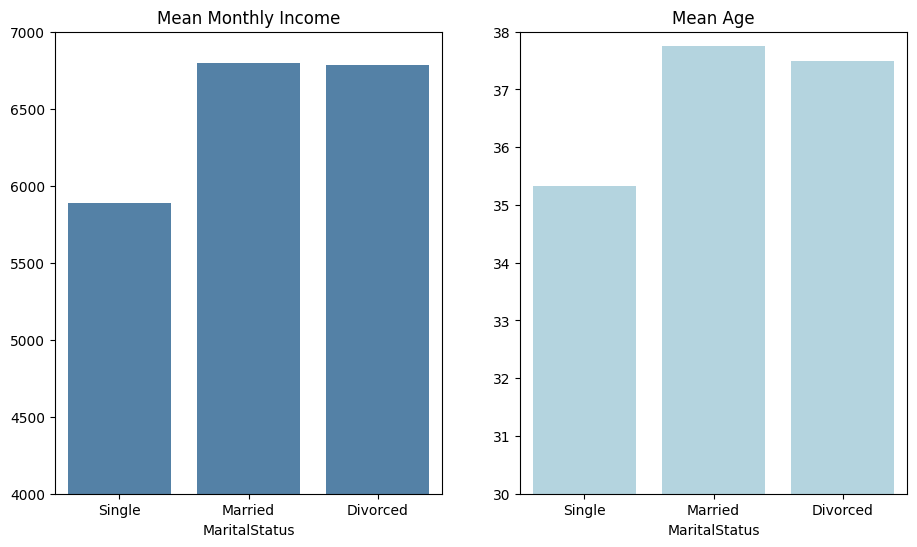 Mean Monthly Income
7000
6500
6000
5500
5000
4500
4000
Single Married Divorced
MaritalStatus
Mean Age
38
37
36
35
34
33
32
31
30
Single Married Divorced
MaritalStatus